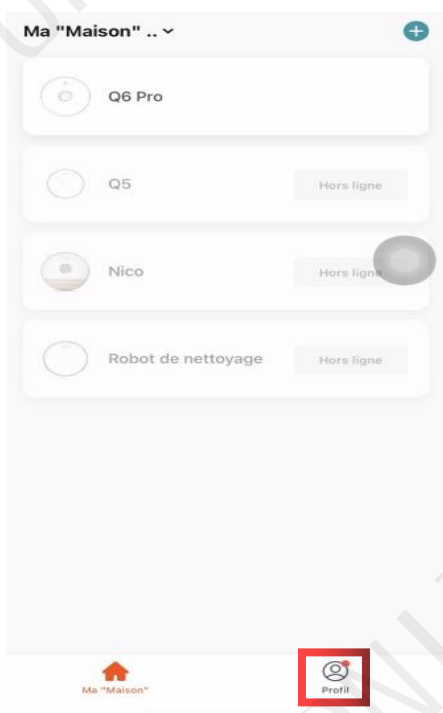 Ma "Maison" ..
Q6 Pro
Q5
Hors ligne
Nico
Hors ligne
Robot de nettoyage
Hors ligne
Ma "Maison"
Profil